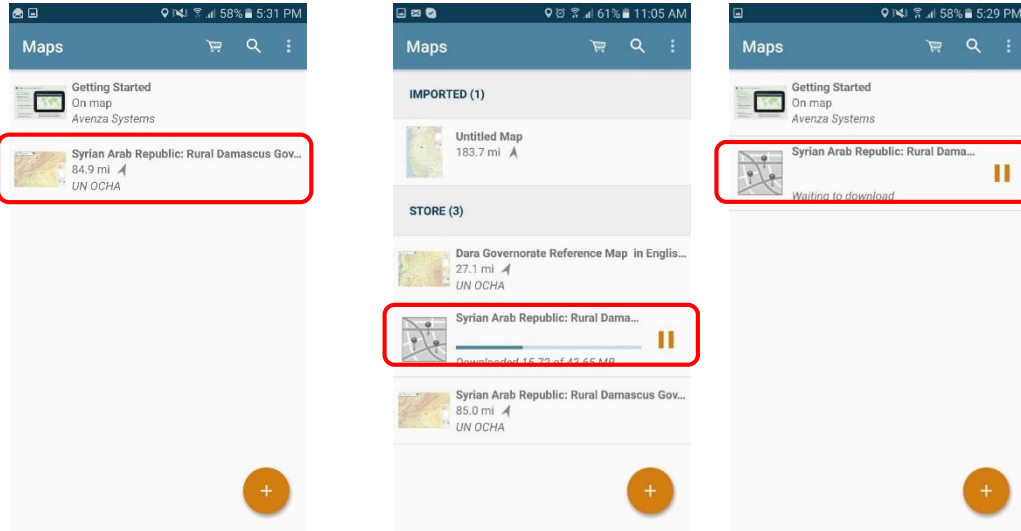 58% 5:31 PM
Maps
Getting Started
On map
Avenza Systems
Syrian Arab Republic: Rural Damascus Gov...
84.9 mi
UN OCHA
61% 11:05 AM
Maps
IMPORTED (1)
Untitled Map
183.7 mi
STORE (3)
Dara Governorate Reference Map in Englis...
27.1 mi
UN OCHA
Syrian Arab Republic: Rural Dama...
Downloaded 15.72 of 43.65 MB
Syrian Arab Republic: Rural Damascus Gov...
85.0 mi
UN OCHA
58% 5:29 PM
Maps
Getting Started
On map
Avenza Systems
Syrian Arab Republic: Rural Dama...
Waiting to download